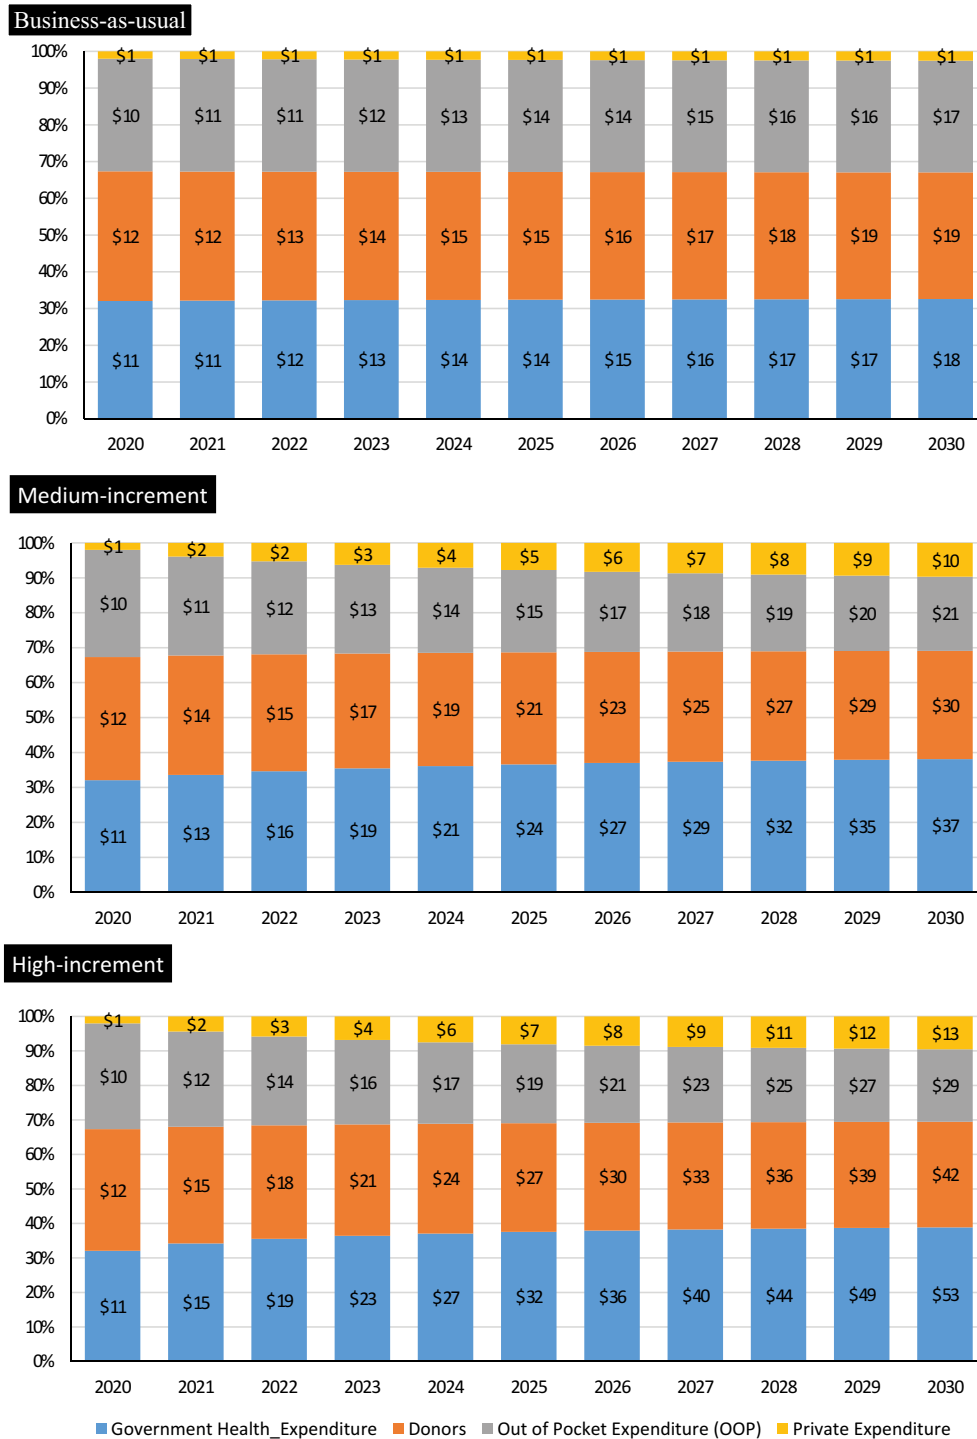 Business-as-usual
100% $1 $1 $1 $1 $1 $1 $1 $1 $1 $1 $1
90%
80% $10 $11 $11 $12 $13 $14 $14 $15 $16 $16 $17
70%
60%
50% $12 $12 $13 $14 $15 $15 $16 $17 $18 $19 $19
40%
30%
20% $11 $11 $12 $13 $14 $14 $15 $16 $17 $17 $18
10%
0%
2020 2021 2022 2023 2024 2025 2026 2027 2028 2029 2030
Medium-increment
100% $1 $2 $2 $3 $4 $5 $6 $7 $8 $9 $10
90%
80% $10 $11 $12 $13 $14 $15 $17 $18 $19 $20 $21
70%
60%
50% $12 $14 $15 $17 $19 $21 $23 $25 $27 $29 $30
40%
30%
20% $11 $13 $16 $19 $21 $24 $27 $29 $32 $35 $37
10%
0%
2020 2021 2022 2023 2024 2025 2026 2027 2028 2029 2030
High-increment
100% $1 $2 $3 $4 $6 $7 $8 $9 $11 $12 $13
90%
80% $10 $12 $14 $16 $17 $19 $21 $23 $25 $27 $29
70%
60%
50% $12 $15 $18 $21 $24 $27 $30 $33 $36 $39 $42
40%
30%
20% $11 $15 $19 $23 $27 $32 $36 $40 $44 $49 $53
10%
0%
2020 2021 2022 2023 2024 2025 2026 2027 2028 2029 2030
Government Health_Expenditure Donors Out of Pocket Expenditure (OOP) Private Expenditure